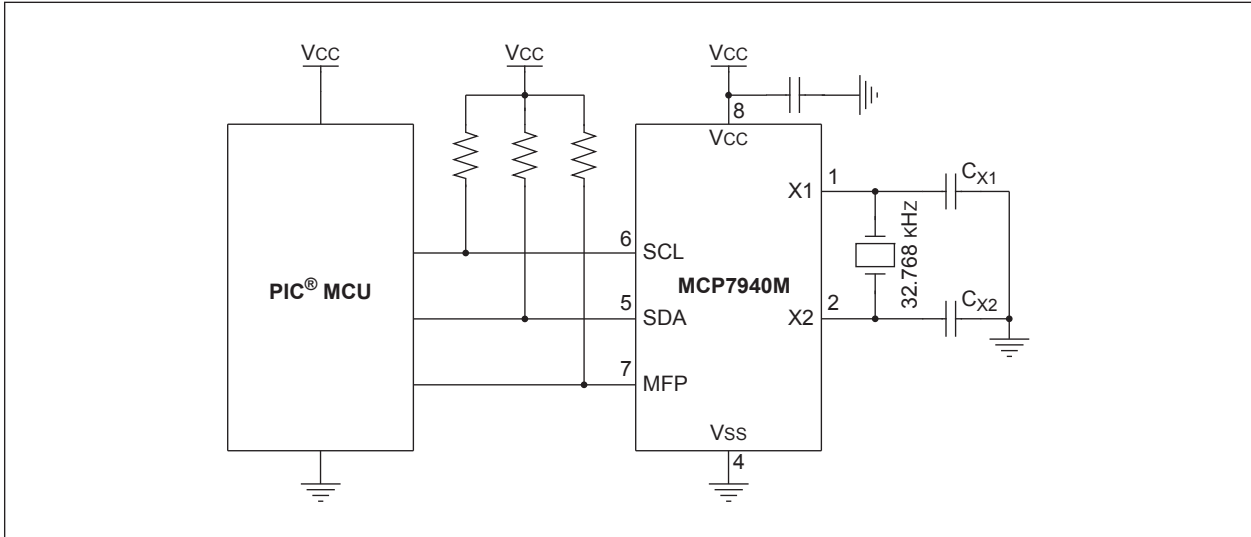 VCC
VCC
VCC
8
VCC
PIC® MCU
6
SCL
5
SDA
7
MFP
MCP7940M
X1
1
X2
2
VSS
4
32.768 KHZ
CX1
CX2